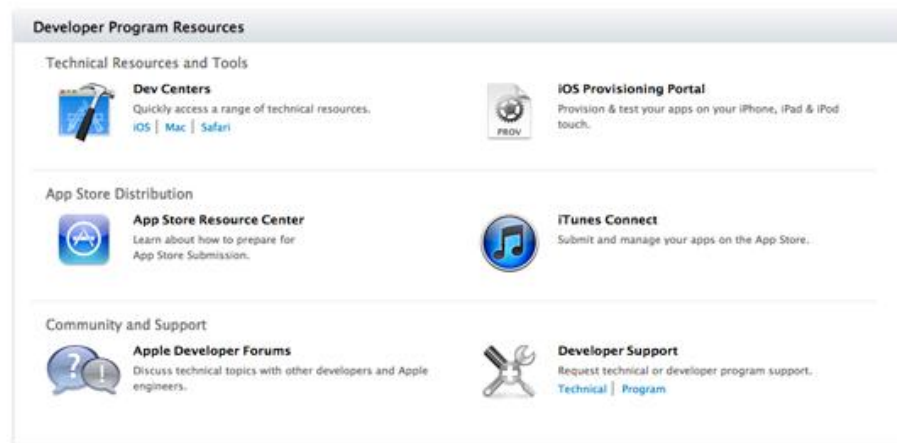 Developer Program Resources
Technical Resources and Tools
Dev Centers
Quickly access a range of technical resources.
iOS | Mac | Safari
PROV
iOS Provisioning Portal
Provision & test your apps on your iPhone, iPad & iPod
touch.
App Store Distribution
App Store Resource Center
Learn about how to prepare for
App Store Submission.
iTunes Connect
Submit and manage your apps on the App Store.
Community and Support
Apple Developer Forums
Discuss technical topics with other developers and Apple
engineers.
Developer Support
Request technical or developer program support.
Technical | Program